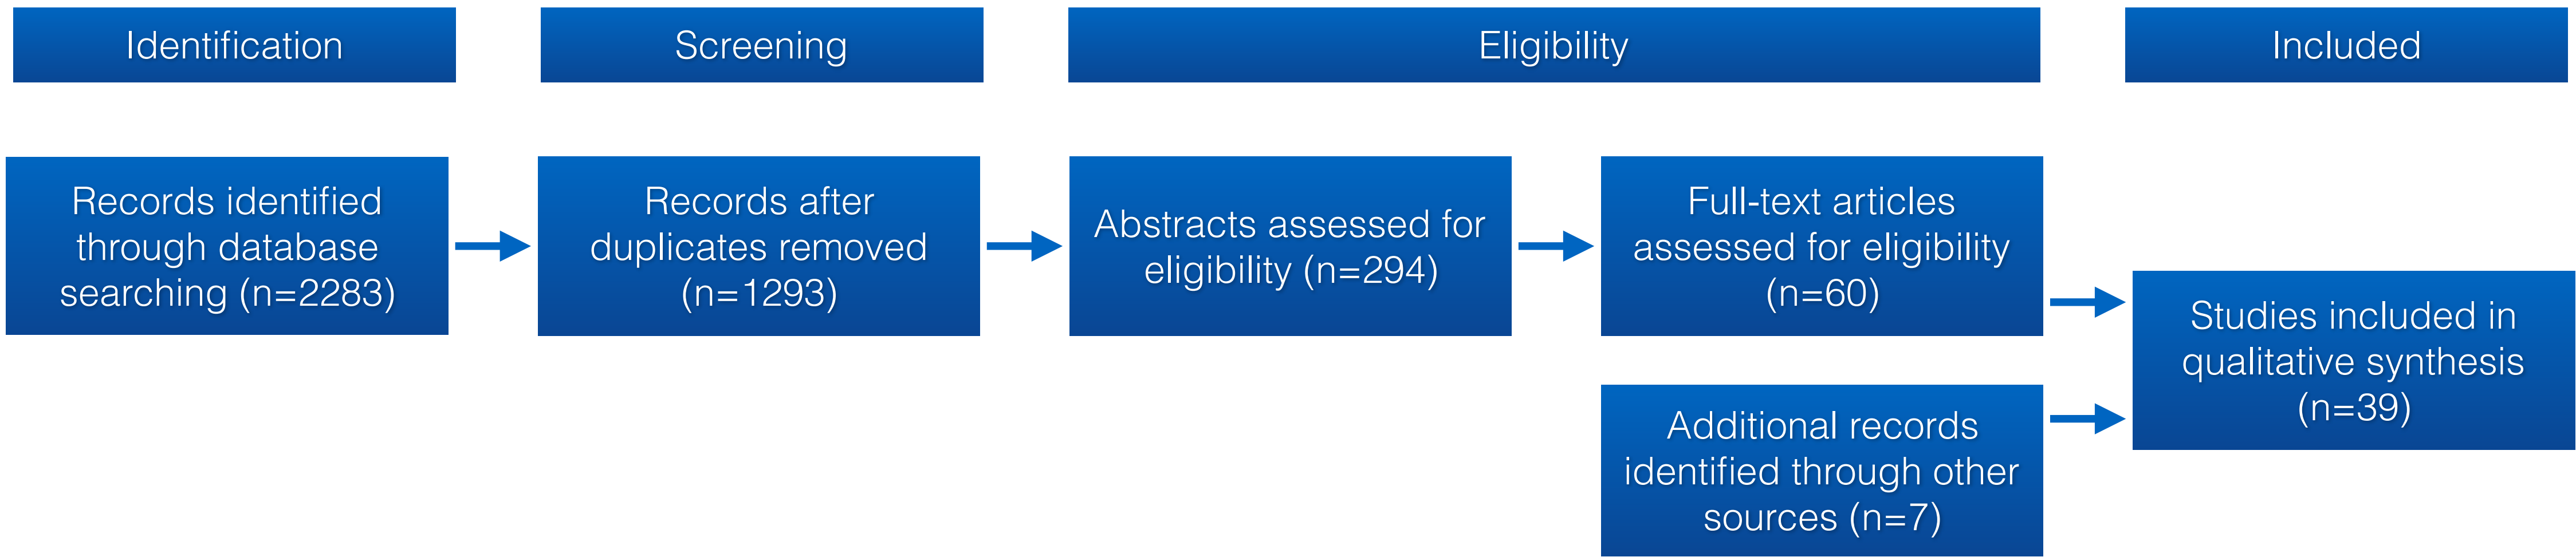 Identification
Screening
Eligibility
Included
Records identified
through database
searching (n=2283)
Records after
duplicates removed
(n=1293)
Abstracts assessed for
eligibility (n=294)
Full-text articles
assessed for eligibility
(n=60)
Additional records
identified through other
sources (n=7)
Studies included in
qualitative synthesis
(n=39)